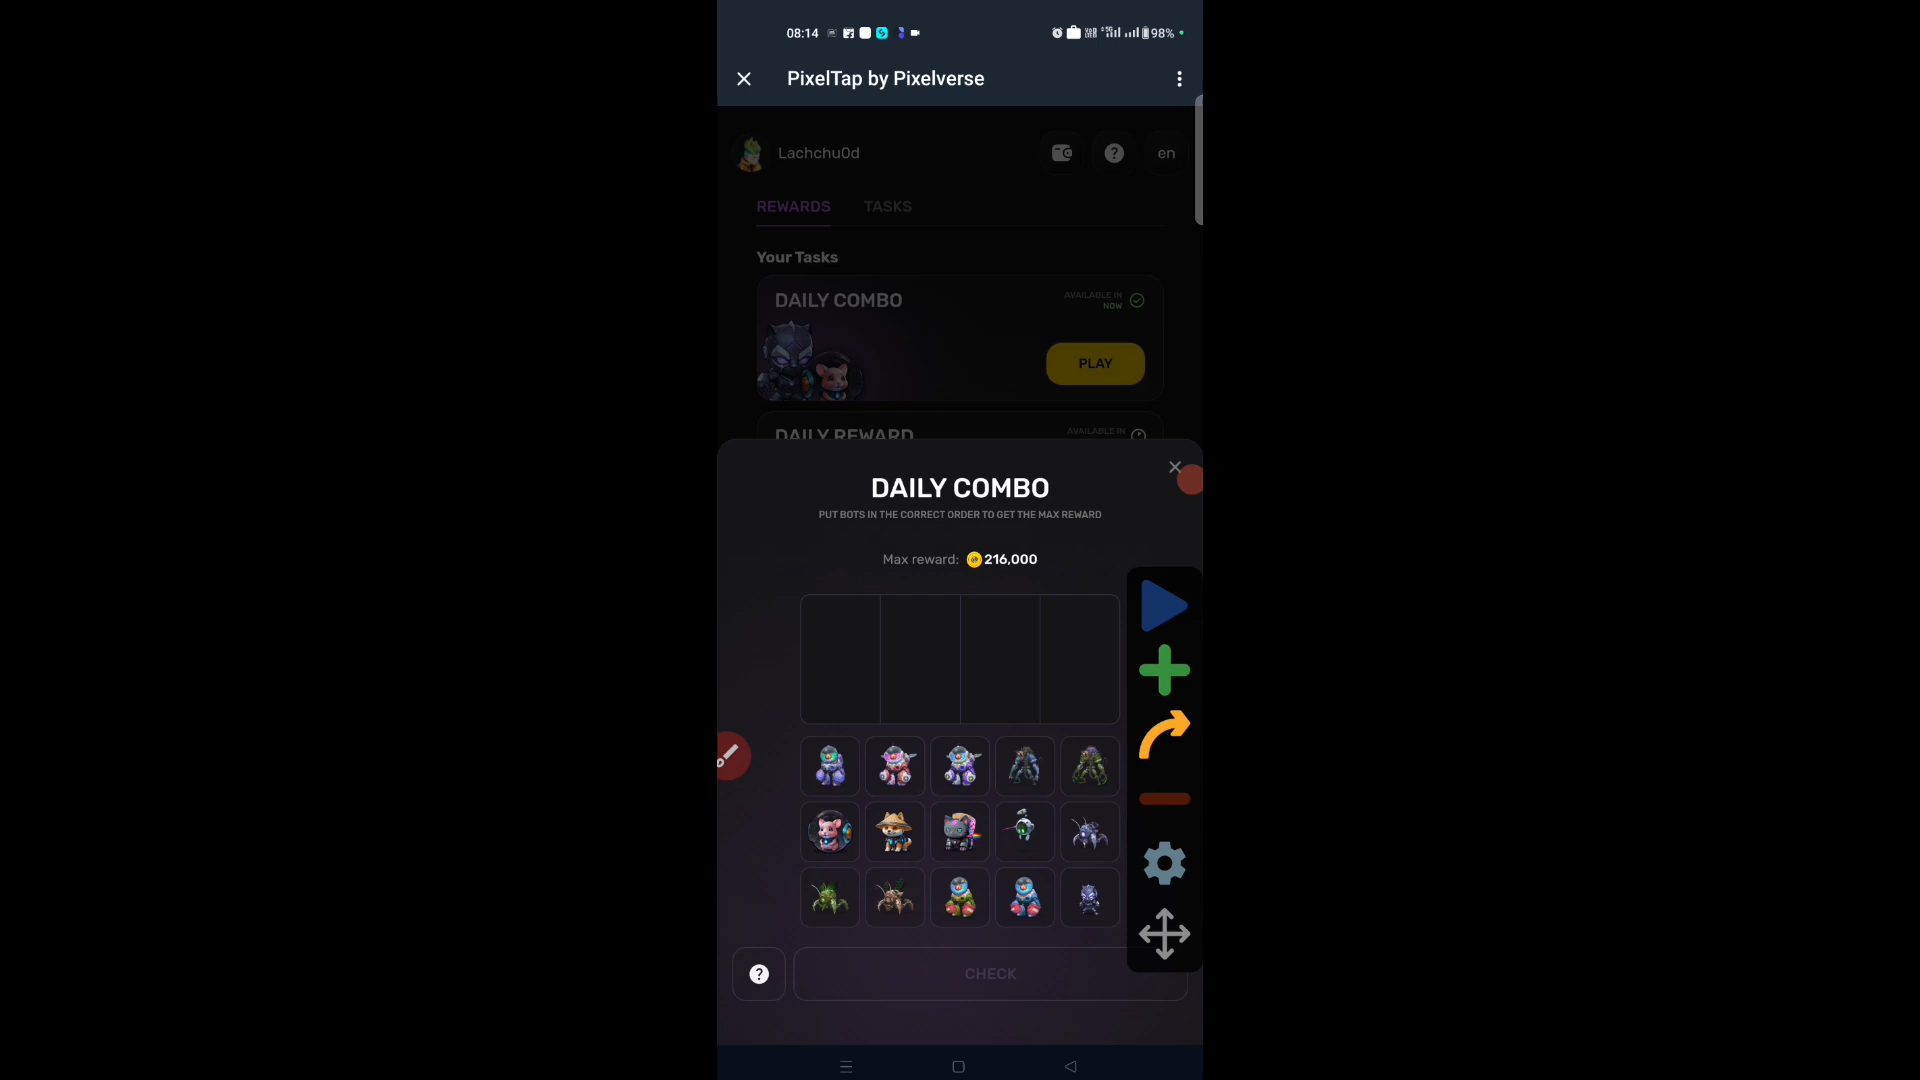 08:14
98%
PixelTap by Pixelverse
Lachchu0d
en
REWARDS TASKS
Your Tasks
DAILY COMBO
AVAILABLE IN
NOW
PLAY
DAILY REWARD
AVAILABLE IN
DAILY COMBO
PUT BOTS IN THE CORRECT ORDER TO GET THE MAX REWARD
Max reward: 216,000
CHECK